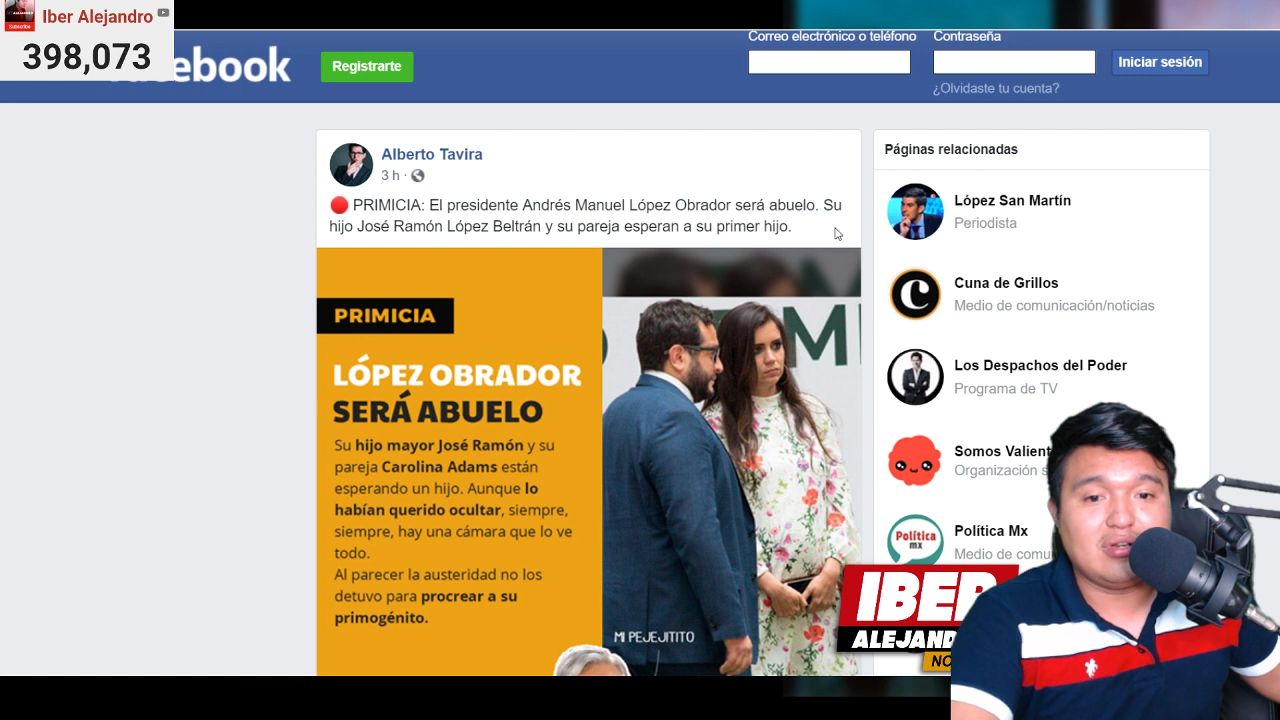 Iber Alejandro
Subscribe
398,073
ebook
Registrarte
Correo electrónico o teléfono
Contraseña
Iniciar sesión
¿Olvidaste tu cuenta?
Alberto Tavira
3 h ·
PRIMICIA: El presidente Andrés Manuel López Obrador será abuelo. Su
hijo José Ramón López Beltrán y su pareja esperan a su primer hijo.
PRIMICIA
LÓPEZ OBRADOR
SERÁ ABUELO
Su hijo mayor José Ramón y su
pareja Carolina Adams están
esperando un hijo. Aunque lo
habían querido ocultar, siempre,
siempre, hay una cámara que lo ve
todo.
Al parecer la austeridad no los
detuvo para procrear a su
primogénito.
MI PEJEJITITO
Páginas relacionadas
López San Martín
Periodista
Cuna de Grillos
Medio de comunicación/noticias
Los Despachos del Poder
Programa de TV
Somos Valient
Organización s
Política Mx
Medio de comu
Política
mx
IBER
ALEJAND
NO